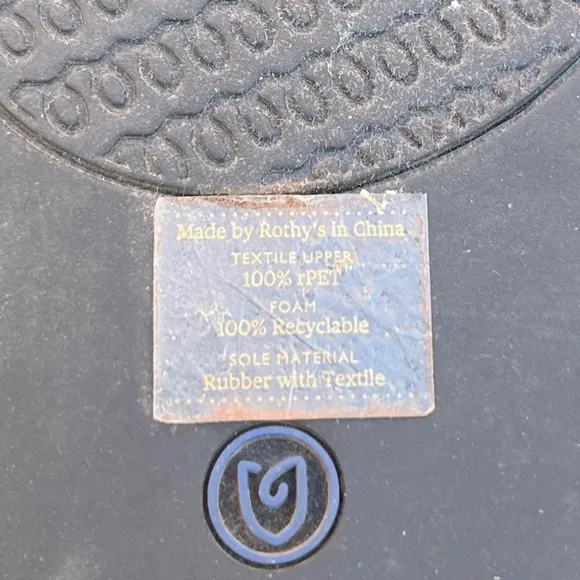 Made by Rothy's in China
TEXTILE UPPER
100% rPET
FOAM
100% Recyclable
SOLE MATERIAL
Rubber with Textile